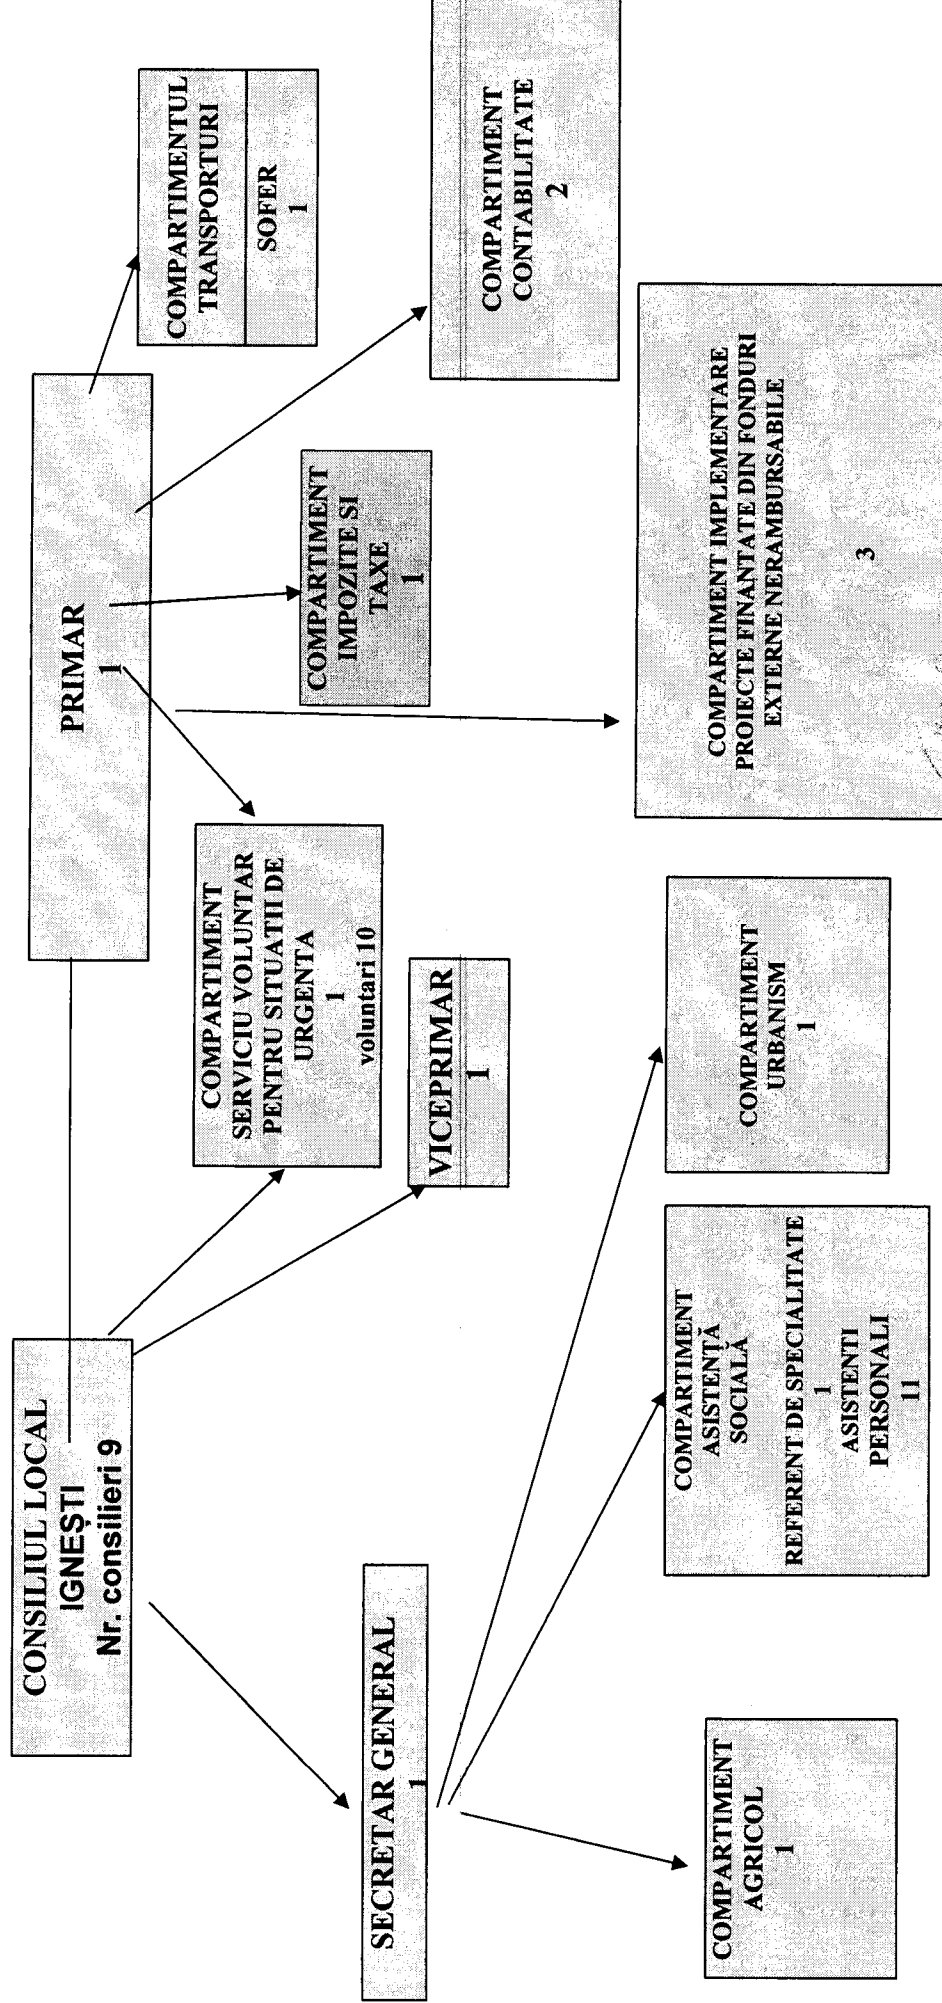 CONSILIUL LOCAL
IGNEȘTI
Nr. consilieri 9
PRIMAR
1
COMPARTIMENTUL
TRANSPORTURI
SOFER
1
COMPARTIMENT
SERVICIU VOLUNTAR
PENTRU SITUATII DE
URGENTA
1
voluntari 10
COMPARTIMENT
IMPOZITE SI
TAXE
1
SECRETAR GENERAL
1
VICEPRIMAR
1
COMPARTIMENT
CONTABILITATE
2
COMPARTIMENT
AGRICOL
1
COMPARTIMENT
ASISTENȚĂ
SOCIALĂ
REFERENT DE SPECIALITATE
1
ASISTENTI
PERSONALI
11
COMPARTIMENT
URBANISM
1
COMPARTIMENT IMPLEMENTARE
PROIECTE FINANTATE DIN FONDURI
EXTERNE NERAMBURSABILE
3